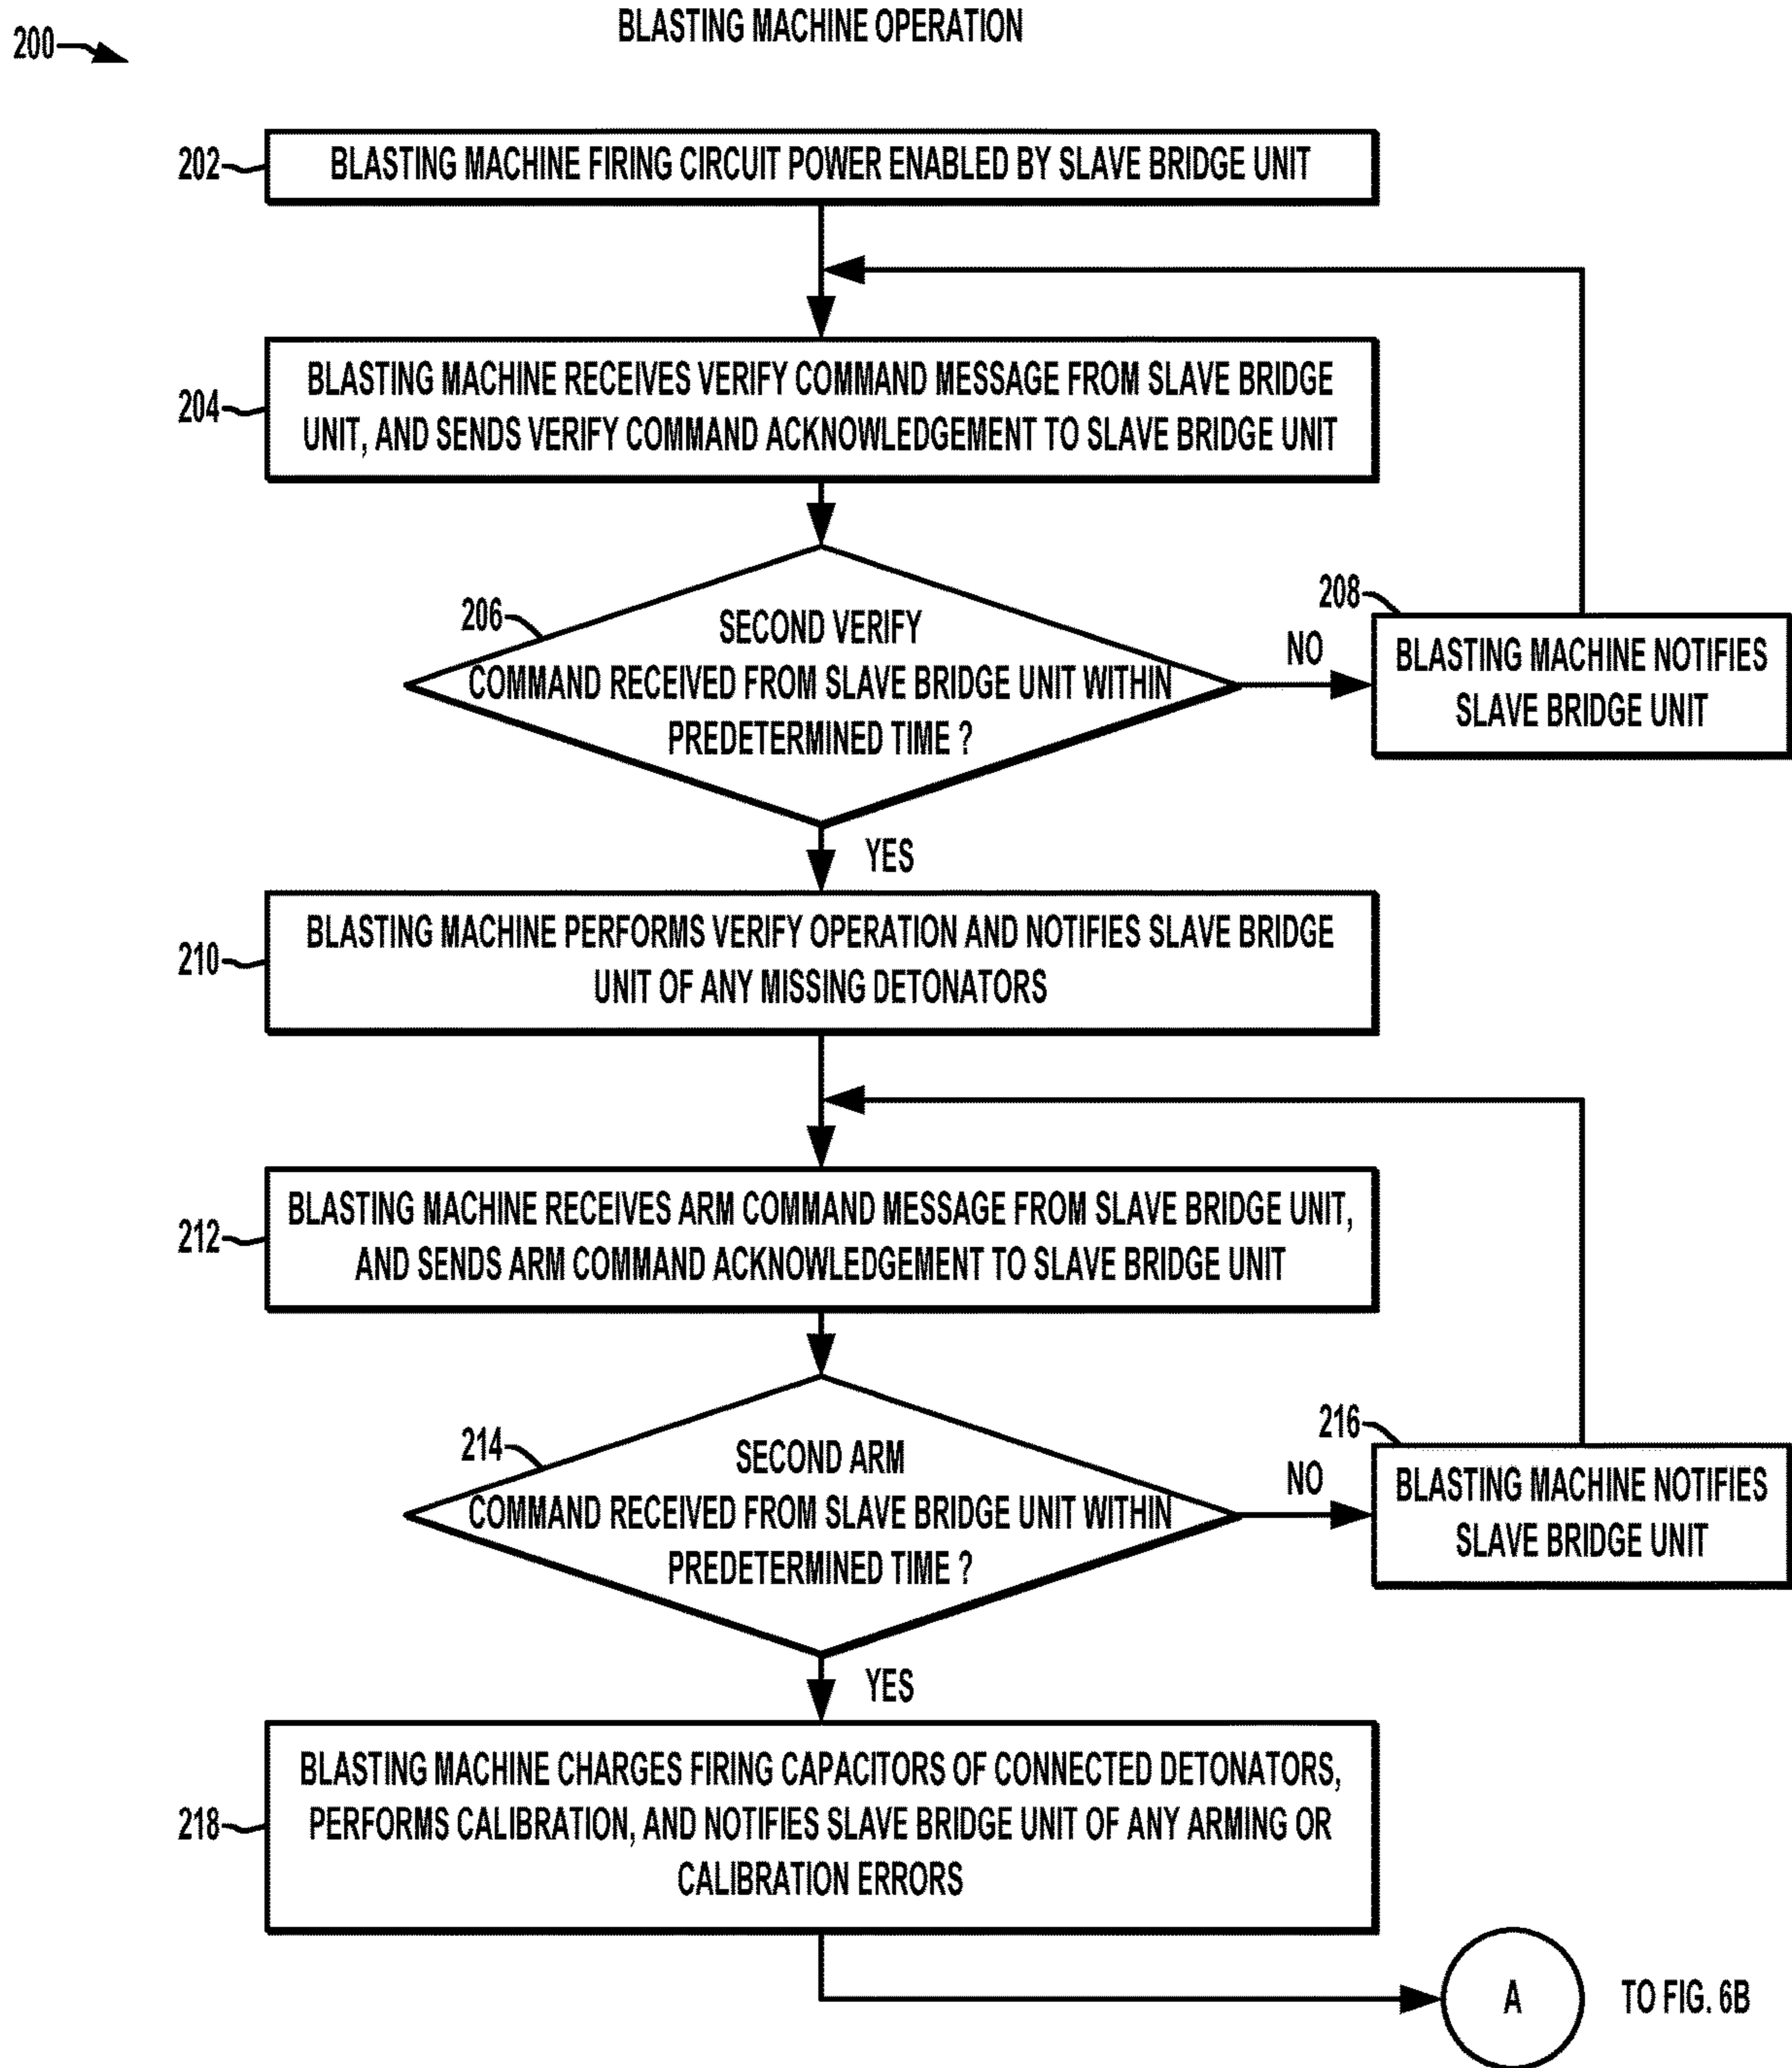 BLASTING MACHINE OPERATION
200
202
BLASTING MACHINE FIRING CIRCUIT POWER ENABLED BY SLAVE BRIDGE UNIT
204
BLASTING MACHINE RECEIVES VERIFY COMMAND MESSAGE FROM SLAVE BRIDGE
UNIT, AND SENDS VERIFY COMMAND ACKNOWLEDGEMENT TO SLAVE BRIDGE UNIT
206
SECOND VERIFY
COMMAND RECEIVED FROM SLAVE BRIDGE UNIT WITHIN
PREDETERMINED TIME ?
NO
208
BLASTING MACHINE NOTIFIES
SLAVE BRIDGE UNIT
YES
210
BLASTING MACHINE PERFORMS VERIFY OPERATION AND NOTIFIES SLAVE BRIDGE
UNIT OF ANY MISSING DETONATORS
212
BLASTING MACHINE RECEIVES ARM COMMAND MESSAGE FROM SLAVE BRIDGE UNIT,
AND SENDS ARM COMMAND ACKNOWLEDGEMENT TO SLAVE BRIDGE UNIT
214
SECOND ARM
COMMAND RECEIVED FROM SLAVE BRIDGE UNIT WITHIN
PREDETERMINED TIME ?
NO
216
BLASTING MACHINE NOTIFIES
SLAVE BRIDGE UNIT
YES
218
BLASTING MACHINE CHARGES FIRING CAPACITORS OF CONNECTED DETONATORS,
PERFORMS CALIBRATION, AND NOTIFIES SLAVE BRIDGE UNIT OF ANY ARMING OR
CALIBRATION ERRORS
A
TO FIG. 6B